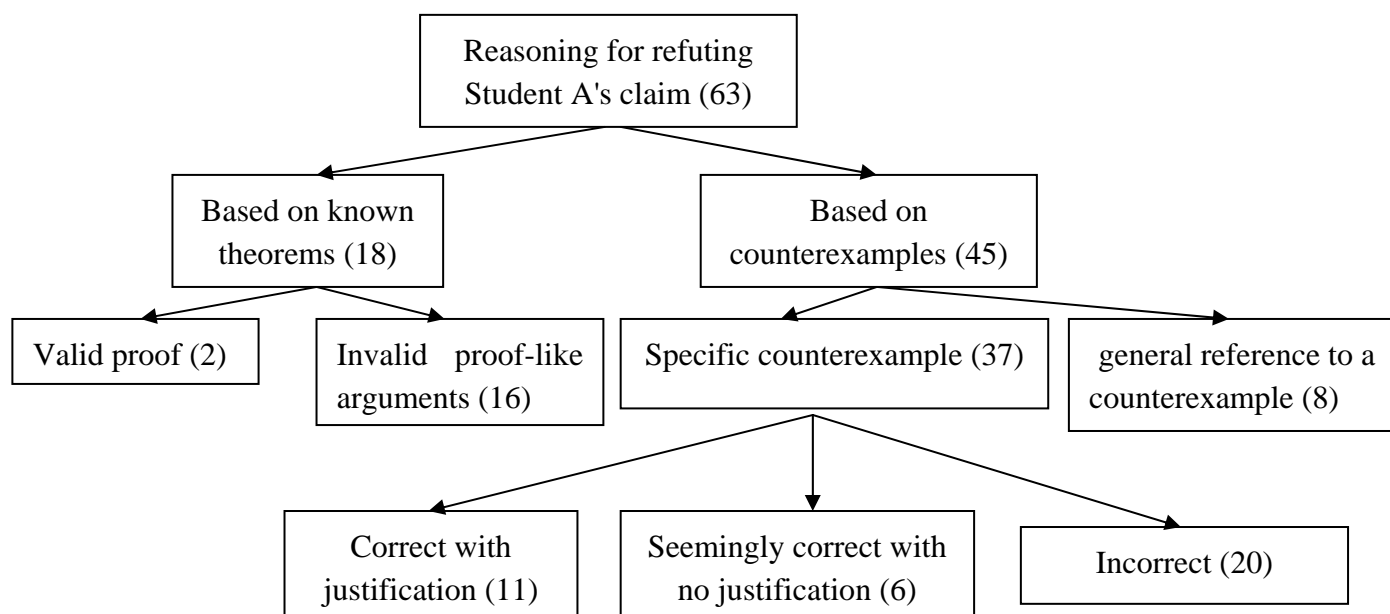 Reasoning for refuting
Student A's claim (63)
Based on known
theorems (18)
Based on
counterexamples (45)
Valid proof (2)
Invalid proof-like
arguments (16)
Specific counterexample (37)
general reference to a
counterexample (8)
Correct with
justification (11)
Seemingly correct with
no justification (6)
Incorrect (20)